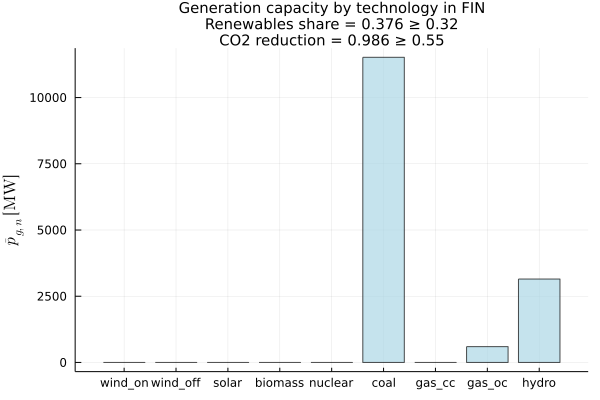 Generation capacity by technology in FIN
Renewables share = 0.376 ≥ 0.32
CO2 reduction = 0.986 ≥ 0.55
p̄_{g,n} [MW]
10000
7500
5000
2500
0
wind_on wind_off solar biomass nuclear coal gas_cc gas_oc hydro